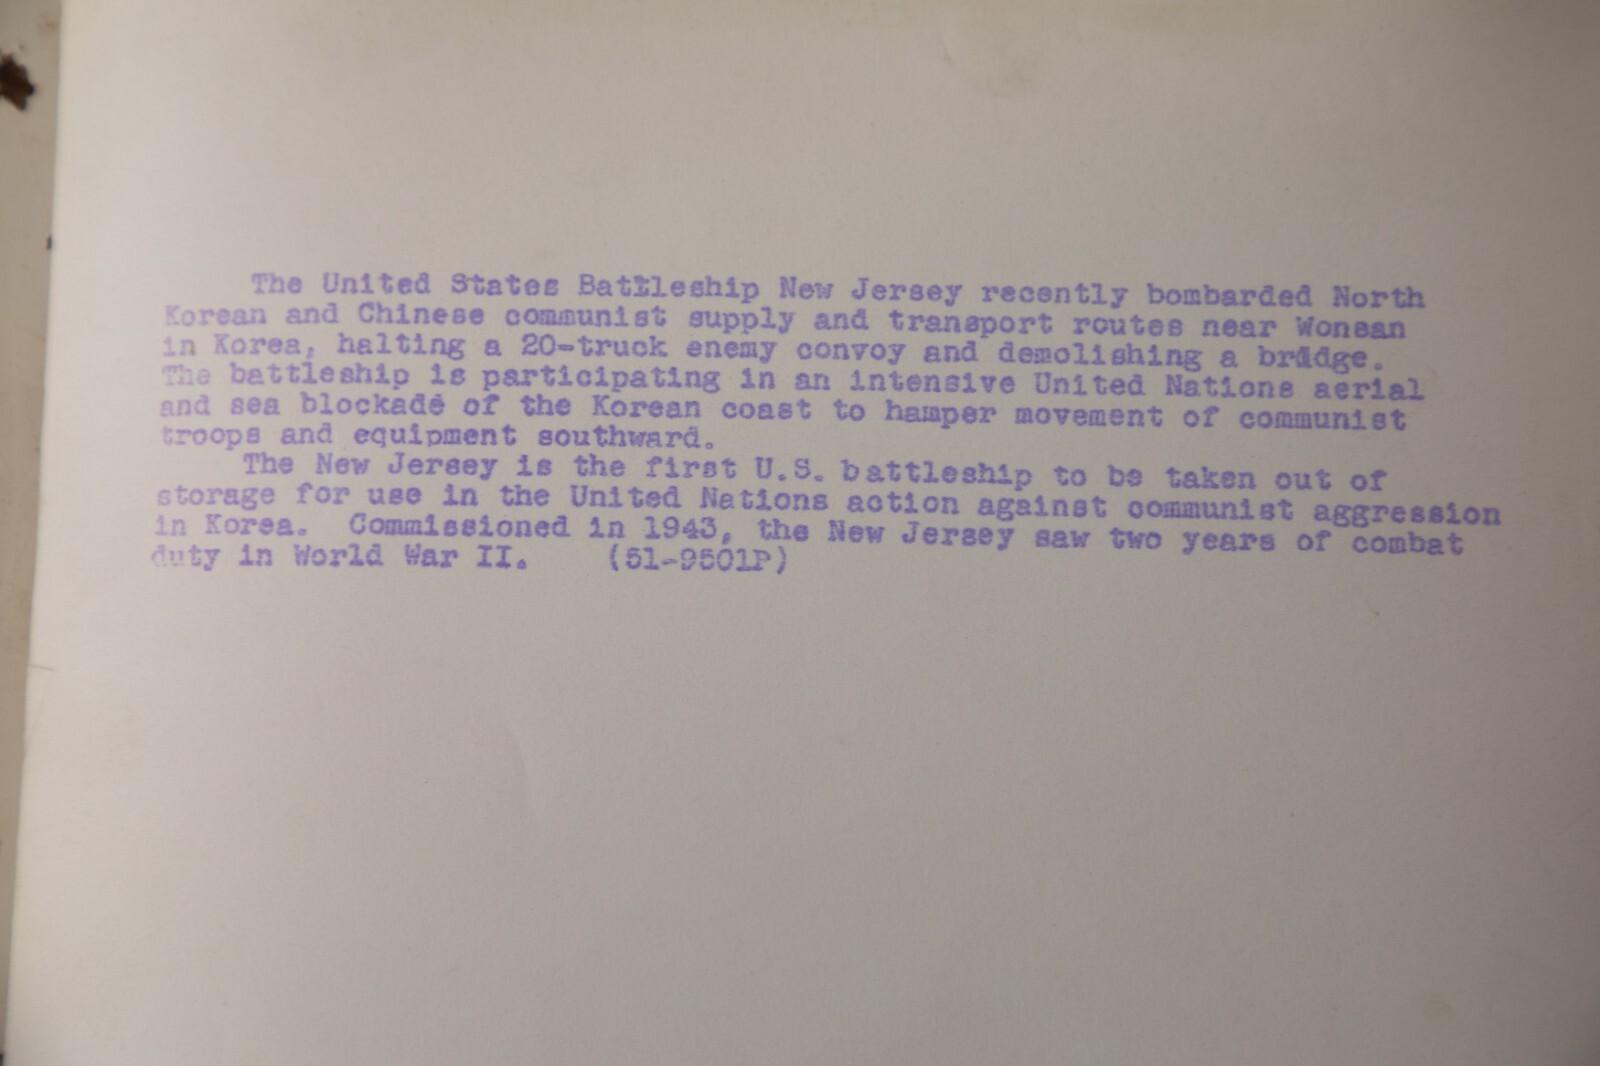 The United States Battleship New Jersey recently bombarded North
Korean and Chinese communist supply and transport routes near Wonsan
in Korea, halting a 20-truck enemy convoy and demolishing a bridge.
The battleship is participating in an intensive United Nations aerial
and sea blockade of the Korean coast to hamper movement of communist
troops and equipment southward.
The New Jersey is the first U.S. battleship to be taken out of
storage for use in the United Nations action against communist aggression
in Korea. Commissioned in 1943, the New Jersey saw two years of combat
duty in World War II. (51-9501P)